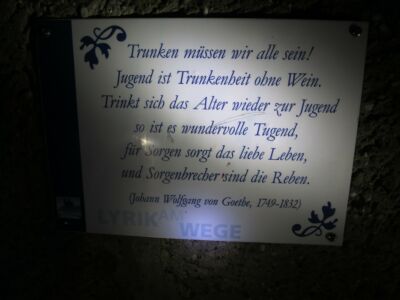 Trunken müssen wir alle sein!
Jugend ist Trunkenheit ohne Wein.
Trinkt sich das Alter wieder zur Jugend
so ist es wundervolle Tugend,
für Sorgen sorgt das liebe Leben,
und Sorgenbrecher sind die Reben.
(Johann Wolfgang von Goethe, 1749-1832)
LYRIK AM
WEGE